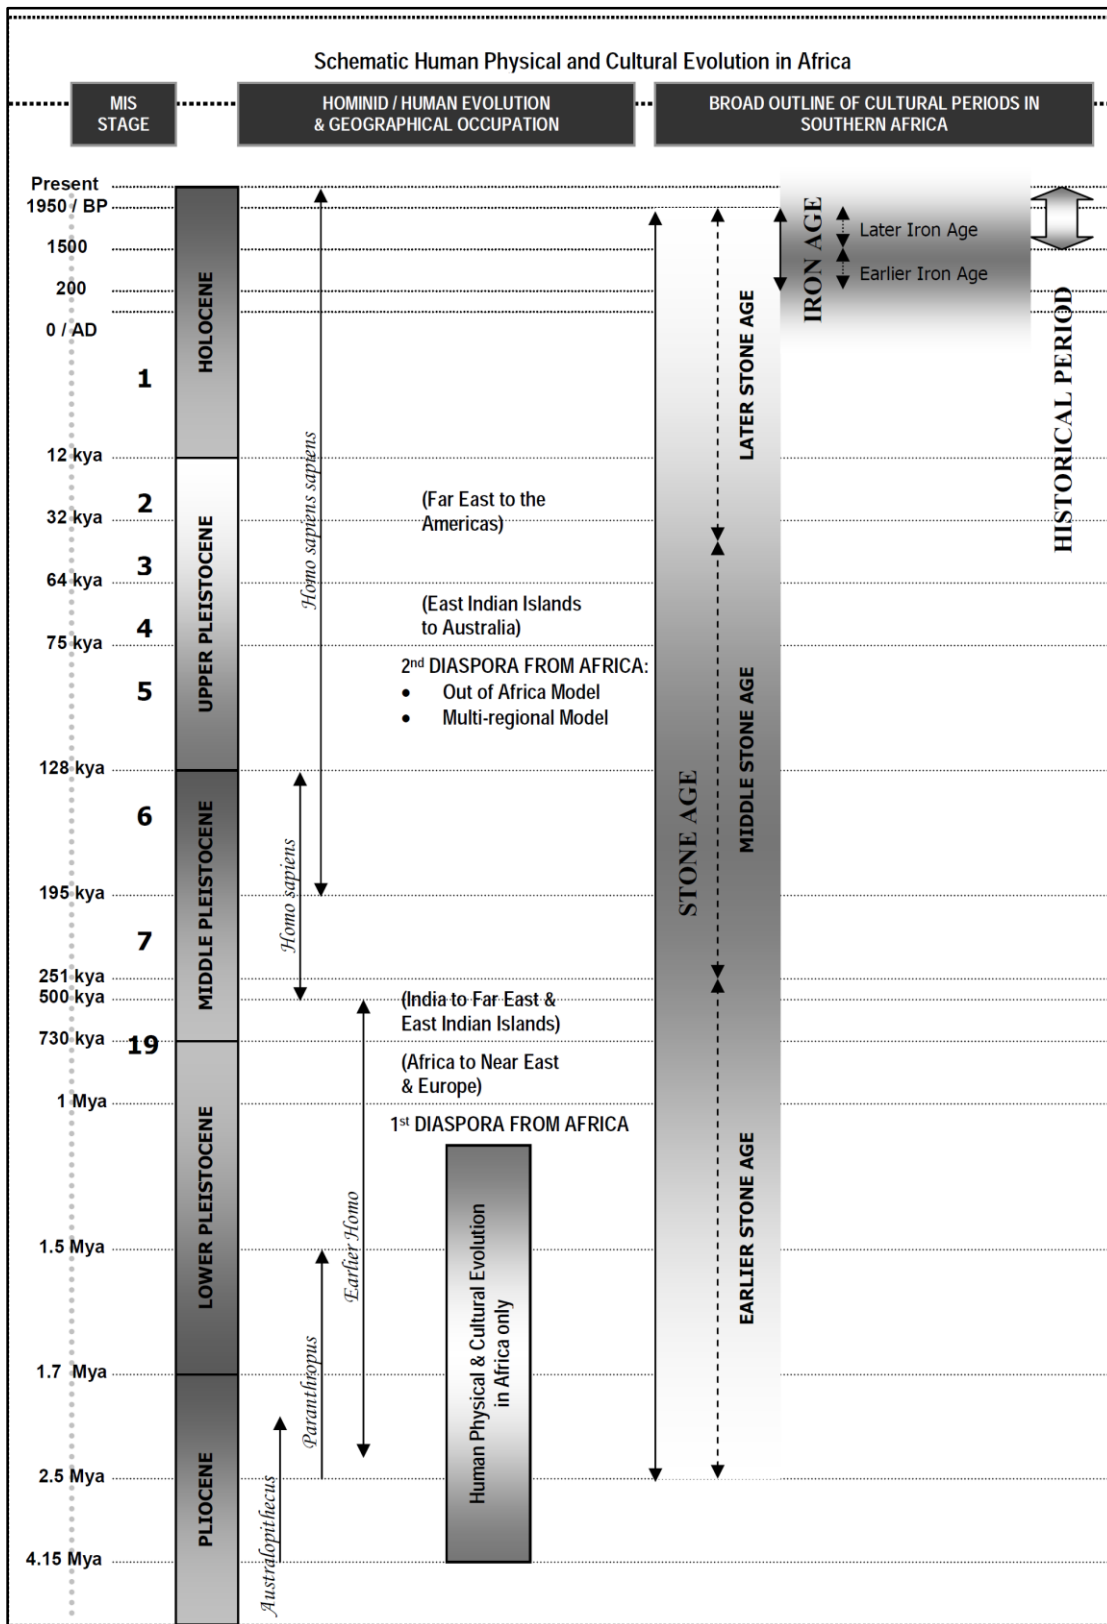 Schematic Human Physical and Cultural Evolution in Africa
MIS
STAGE
HOMINID / HUMAN EVOLUTION
& GEOGRAPHICAL OCCUPATION
BROAD OUTLINE OF CULTURAL PERIODS IN
SOUTHERN AFRICA
Present
1950 / BP
1500
200
0 / AD
1
12 kya
2
32 kya
3
64 kya
4
75 kya
5
128 kya
6
195 kya
7
251 kya
500 kya
730 kya
19
1 Mya
1.5 Mya
1.7 Mya
2.5 Mya
4.15 Mya
HOLOCENE
UPPER PLEISTOCENE
MIDDLE PLEISTOCENE
LOWER PLEISTOCENE
PLIOCENE
Homo sapiens sapiens
Homo sapiens
Earlier Homo
Paranthropus
Australopithecus
(Far East to the
Americas)
(East Indian Islands
to Australia)
2nd DIASPORA FROM AFRICA:
• Out of Africa Model
• Multi-regional Model
(India to Far East &
East Indian Islands)
(Africa to Near East
& Europe)
1st DIASPORA FROM AFRICA
Human Physical & Cultural Evolution
in Africa only
STONE AGE
LATER STONE AGE
MIDDLE STONE AGE
EARLIER STONE AGE
IRON AGE
Later Iron Age
Earlier Iron Age
HISTORICAL PERIOD